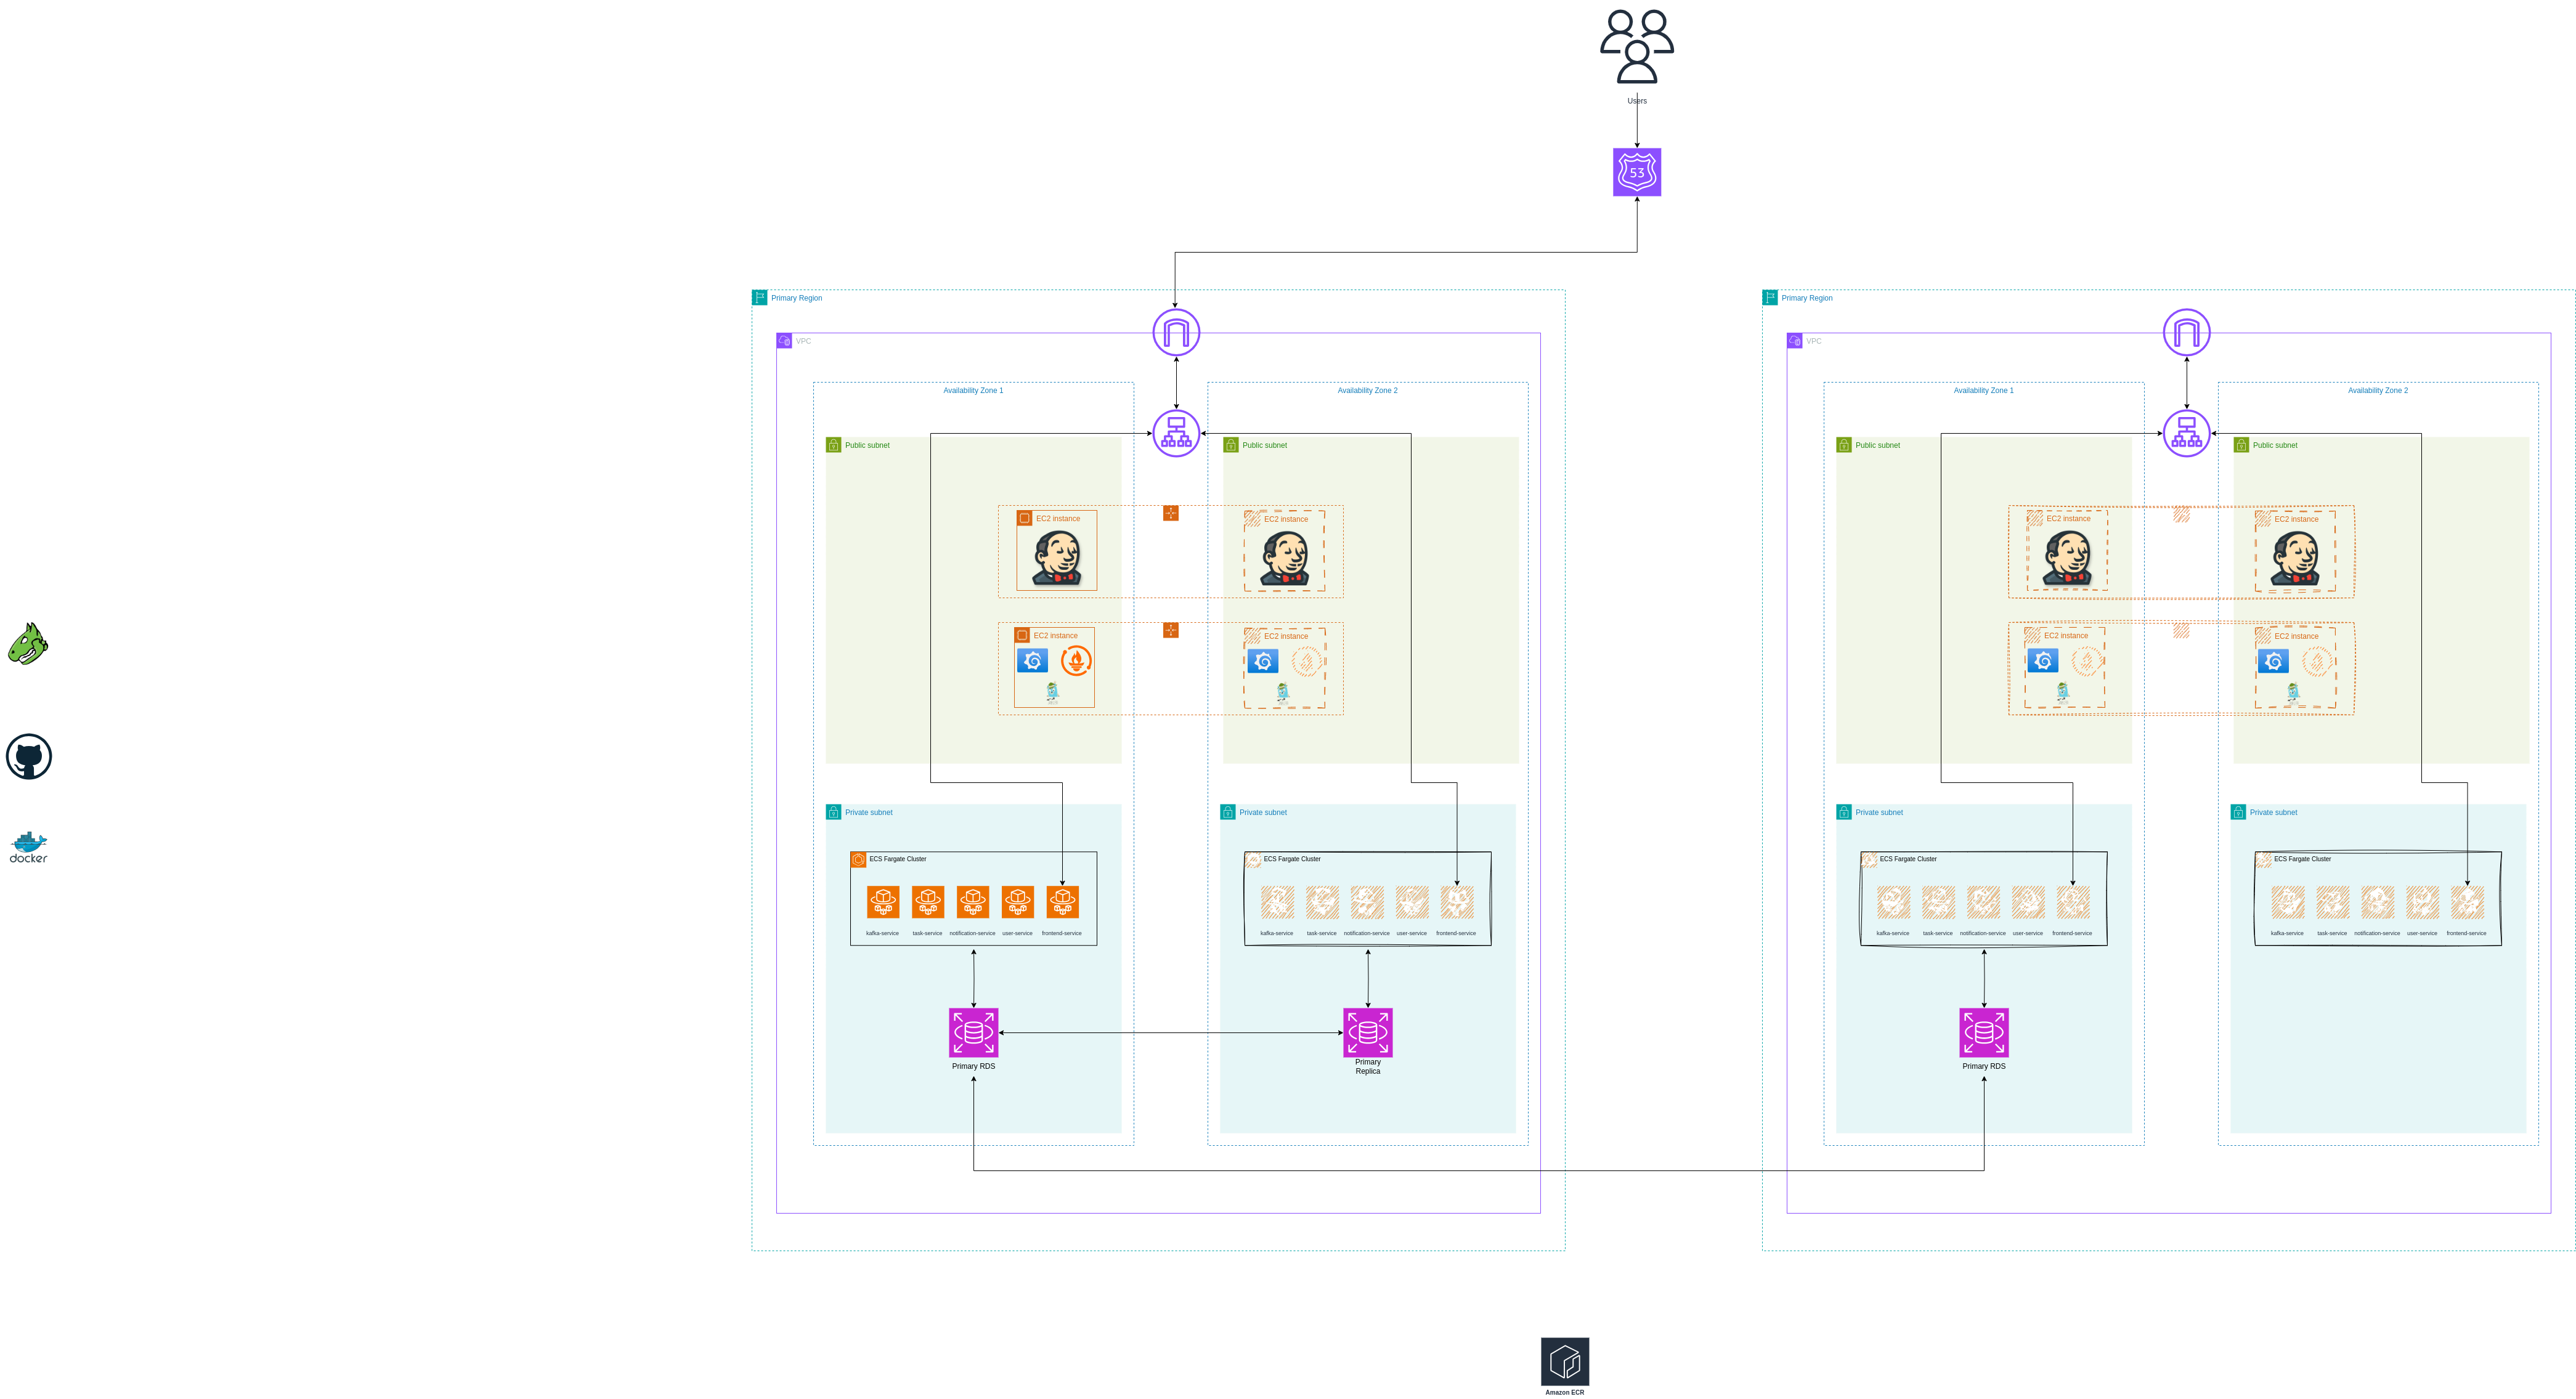 Users
53
Primary Region
VPC
Availability Zone 1
Availability Zone 2
Public subnet
Public subnet
EC2 instance
EC2 instance
EC2 instance
EC2 instance
Private subnet
Private subnet
ECS Fargate Cluster
kafka-service
task-service
notification-service
user-service
frontend-service
ECS Fargate Cluster
kafka-service
task-service
notification-service
user-service
frontend-service
Primary RDS
Primary
Replica
Primary Region
VPC
Availability Zone 1
Availability Zone 2
Public subnet
Public subnet
EC2 instance
EC2 instance
EC2 instance
EC2 instance
Private subnet
Private subnet
ECS Fargate Cluster
kafka-service
task-service
notification-service
user-service
frontend-service
ECS Fargate Cluster
kafka-service
task-service
notification-service
user-service
frontend-service
Primary RDS
docker
Amazon ECR